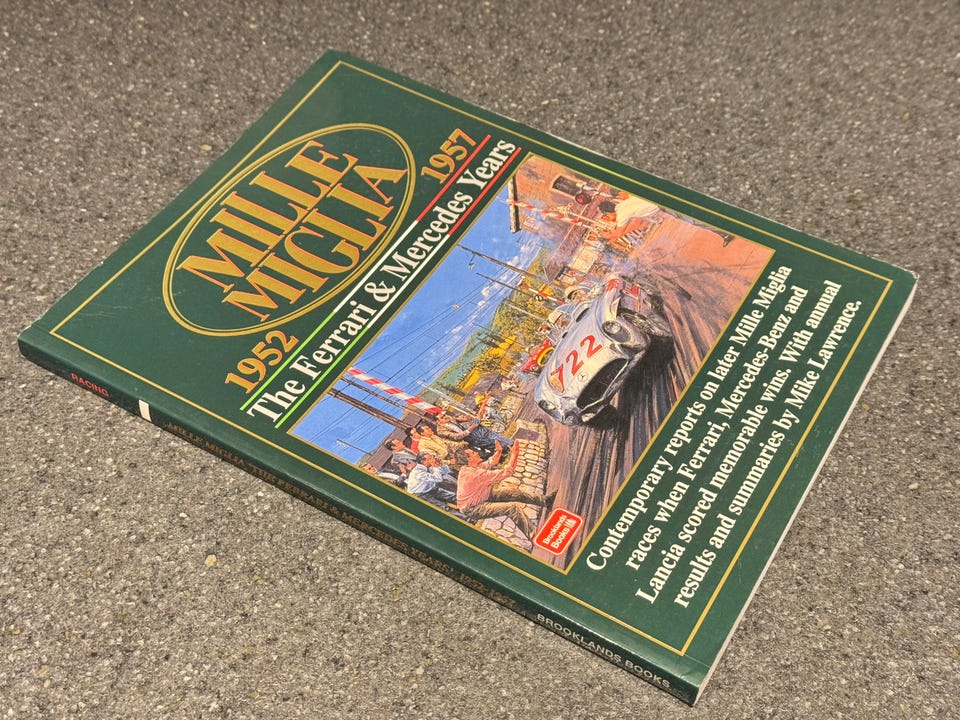 MILLE
MIGLIA
1952
1957
The Ferrari & Mercedes Years
722
Brooklands
Books
Contemporary reports on later Mille Miglia
races when Ferrari, Mercedes-Benz and
Lancia scored memorable wins. With annual
results and summaries by Mike Lawrence.
RACING
MILLE MIGLIA 'THE FERRARI & MERCEDES YEARS' 1952-1957
BROOKLANDS BOOKS